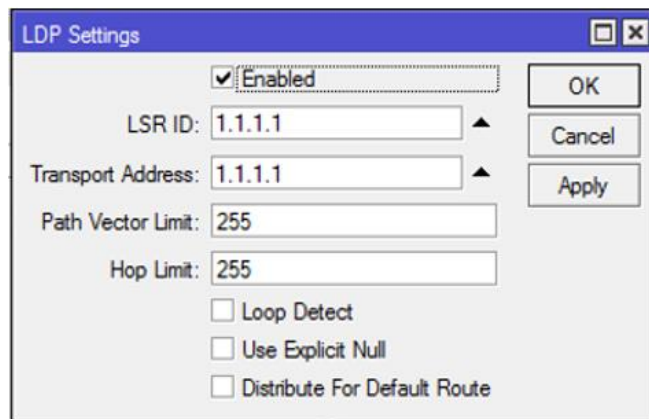 LDP Settings
Enabled
OK
LSR ID: 1.1.1.1
Cancel
Transport Address: 1.1.1.1
Apply
Path Vector Limit: 255
Hop Limit: 255
Loop Detect
Use Explicit Null
Distribute For Default Route